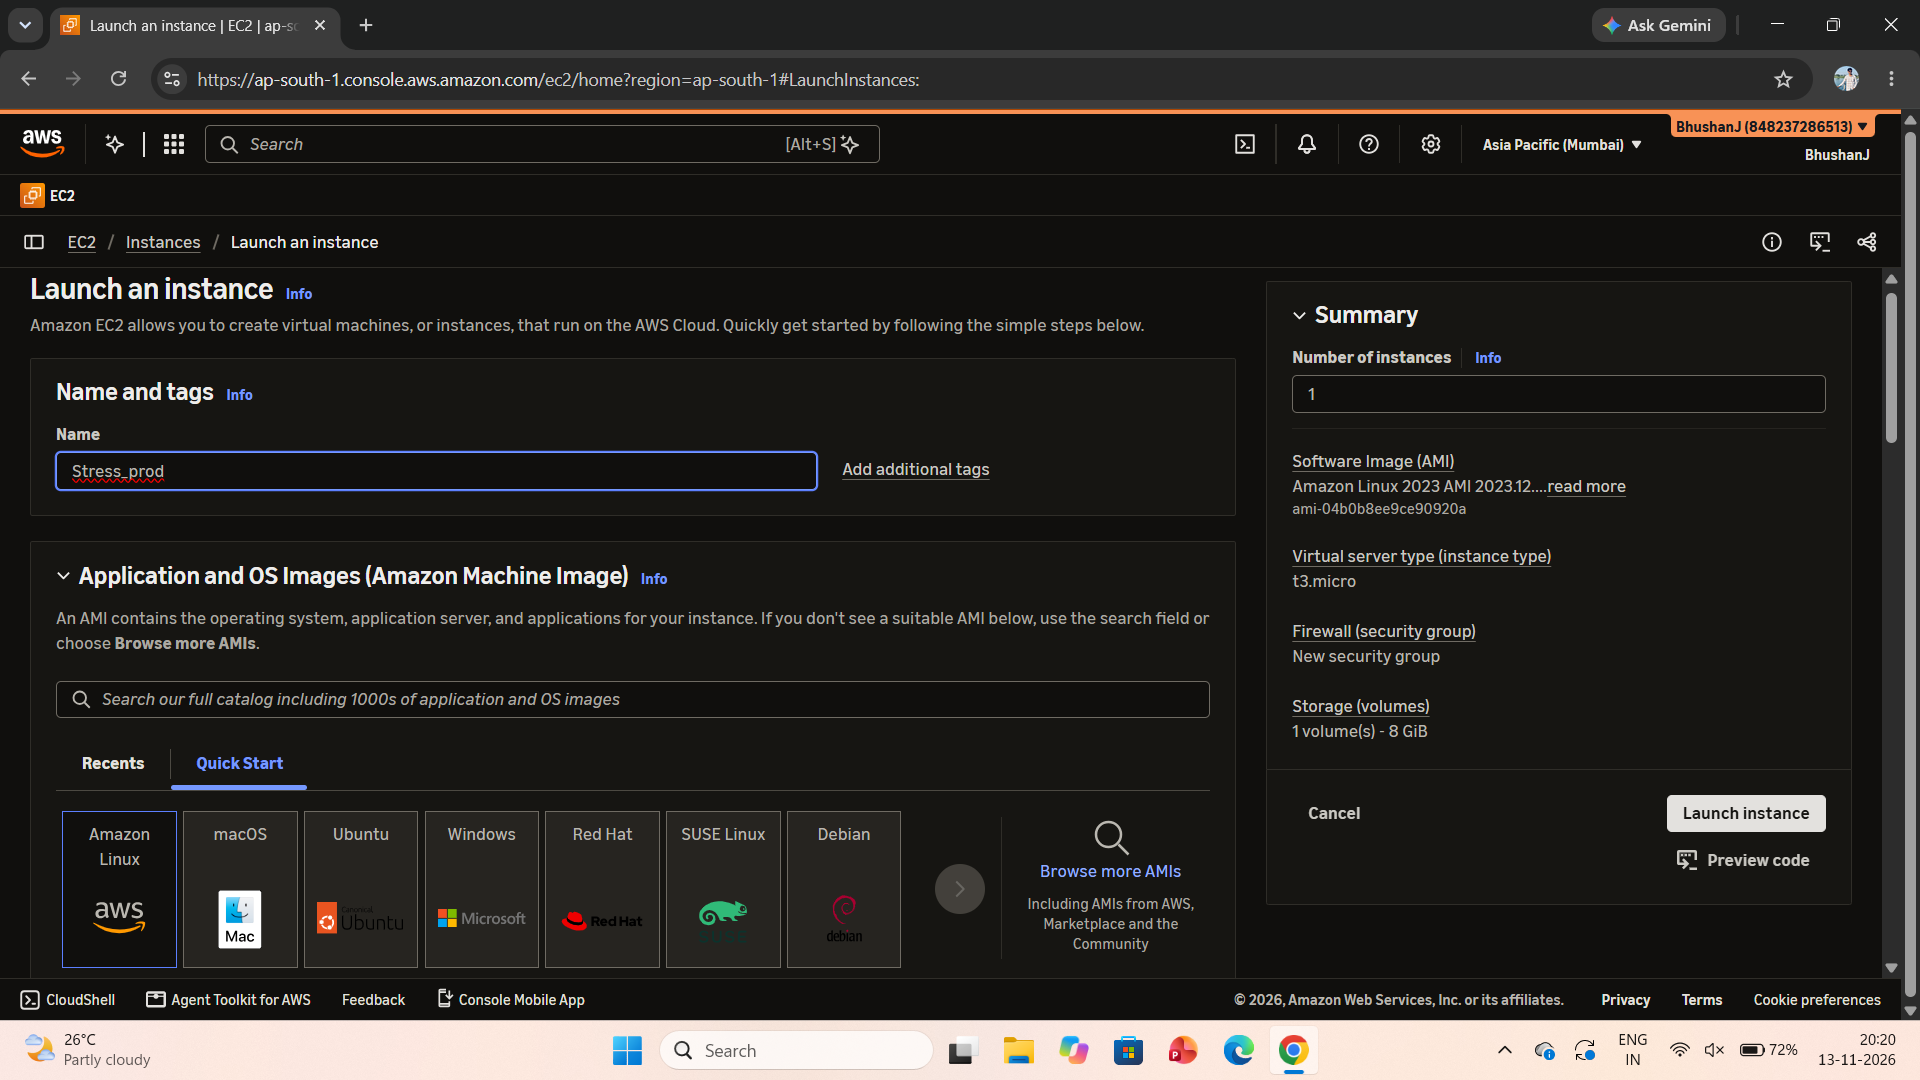 Launch an instance | EC2 | ap-so
Ask Gemini
https://ap-south-1.console.aws.amazon.com/ec2/home?region=ap-south-1#LaunchInstances:
aws
Search
[Alt+S]
Asia Pacific (Mumbai)
BhushanJ (848237286513)
BhushanJ
EC2
EC2 / Instances / Launch an instance
Launch an instance Info
Amazon EC2 allows you to create virtual machines, or instances, that run on the AWS Cloud. Quickly get started by following the simple steps below.
Name and tags Info
Name
Stress_prod
Add additional tags
Application and OS Images (Amazon Machine Image) Info
An AMI contains the operating system, application server, and applications for your instance. If you don't see a suitable AMI below, use the search field or
choose Browse more AMIs.
Search our full catalog including 1000s of application and OS images
Recents
Quick Start
Amazon
Linux
aws
macOS
Mac
Ubuntu
Ubuntu
Windows
Microsoft
Red Hat
Red Hat
SUSE Linux
Debian
debian
Browse more AMIs
Including AMIs from AWS,
Marketplace and the
Community
Summary
Number of instances Info
1
Software Image (AMI)
Amazon Linux 2023 AMI 2023.12....read more
ami-04b0b8ee9ce90920a
Virtual server type (instance type)
t3.micro
Firewall (security group)
New security group
Storage (volumes)
1 volume(s) - 8 GiB
Cancel
Launch instance
Preview code
CloudShell
Agent Toolkit for AWS
Feedback
Console Mobile App
© 2026, Amazon Web Services, Inc. or its affiliates.
Privacy
Terms
Cookie preferences
26°C
Partly cloudy
Search
ENG
IN
72%
20:20
13-11-2026